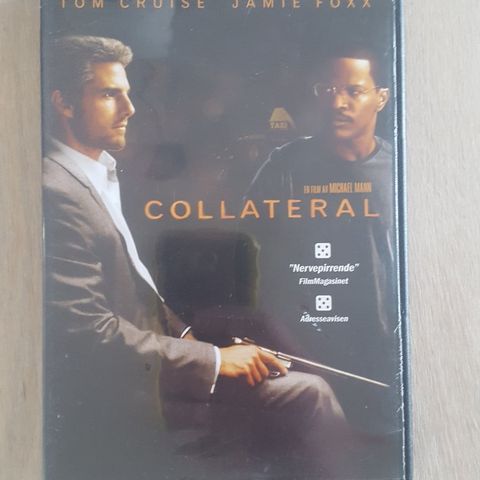 TOM CRUISE JAMIE FOXX
TAXI
EN FILM AV MICHAEL MANN
COLLATERAL
"Nervepirrende"
FilmMagasinet
Adresseavisen